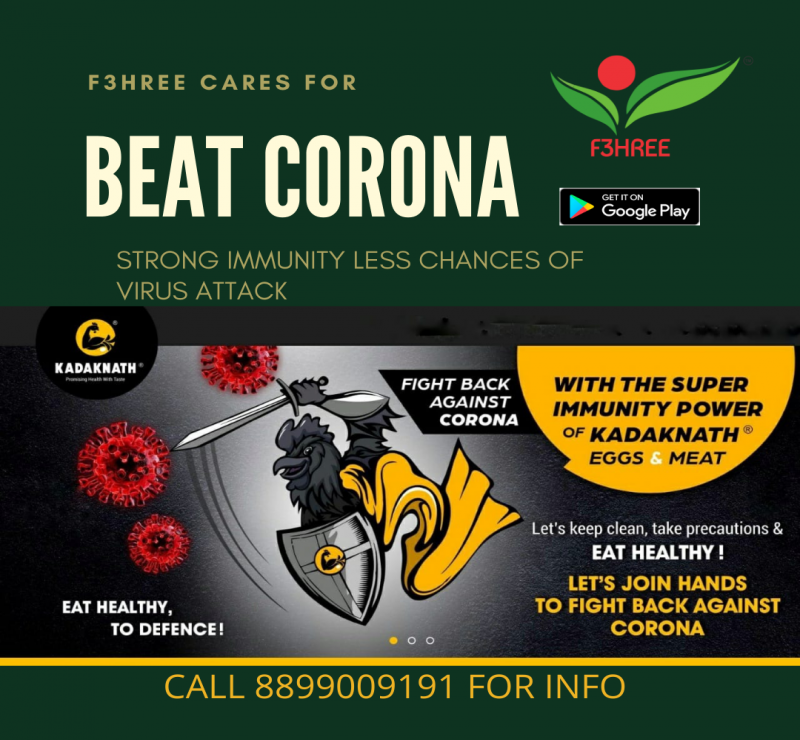 F3HREE CARES FOR
BEAT CORONA
STRONG IMMUNITY LESS CHANCES OF
VIRUS ATTACK
F3HREE
GET IT ON
Google Play
KADAKNATH®
Promising Health With Taste
FIGHT BACK
AGAINST
CORONA
WITH THE SUPER
IMMUNITY POWER
OF KADAKNATH®
EGGS & MEAT
Let's keep clean, take precautions &
EAT HEALTHY !
LET'S JOIN HANDS
TO FIGHT BACK AGAINST
CORONA
EAT HEALTHY,
TO DEFENCE!
CALL 8899009191 FOR INFO